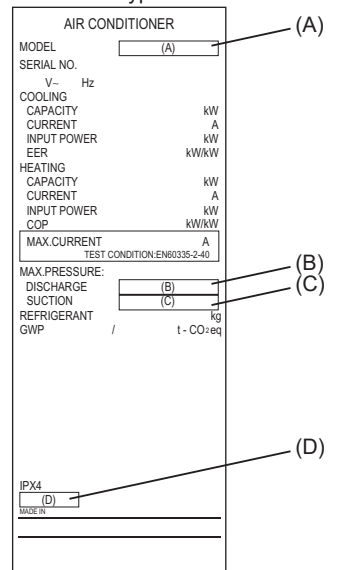 AIR CONDITIONER
(A)
MODEL (A)
SERIAL NO.
V~ Hz
COOLING
CAPACITY kW
CURRENT A
INPUT POWER kW
EER kW/kW
HEATING
CAPACITY kW
CURRENT A
INPUT POWER kW
COP kW/kW
MAX.CURRENT A
TEST CONDITION:EN60335-2-40
MAX.PRESSURE:
(B)
DISCHARGE (B)
(C)
SUCTION (C)
REFRIGERANT kg
GWP / t - CO2eq
IPX4
(D)
(D)
MADE IN